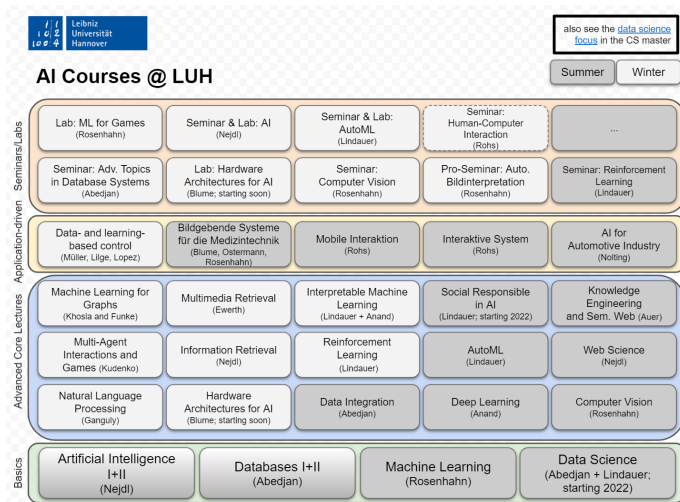 Leibniz
Universität
Hannover
also see the data science
focus in the CS master
AI Courses @ LUH
Summer
Winter
Seminars/Labs
Lab: ML for Games
(Rosenhahn)
Seminar & Lab: AI
(Nejdl)
Seminar & Lab:
AutoML
(Lindauer)
Seminar:
Human-Computer
Interaction
(Rohs)
...
Seminar: Adv. Topics
in Database Systems
(Abedjan)
Lab: Hardware
Architectures for AI
(Blume; starting soon)
Seminar:
Computer Vision
(Rosenhahn)
Pro-Seminar: Auto.
Bildinterpretation
(Rosenhahn)
Seminar: Reinforcement
Learning
(Lindauer)
Application-driven
Data- and learning-
based control
(Müller, Lilge, Lopez)
Bildgebende Systeme
für die Medizintechnik
(Blume, Ostermann,
Rosenhahn)
Mobile Interaktion
(Rohs)
Interaktive System
(Rohs)
AI for
Automotive Industry
(Nolting)
Advanced Core Lectures
Machine Learning for
Graphs
(Khosla and Funke)
Multimedia Retrieval
(Ewerth)
Interpretable Machine
Learning
(Lindauer + Anand)
Social Responsible
in AI
(Lindauer; starting 2022)
Knowledge
Engineering
and Sem. Web (Auer)
Multi-Agent
Interactions and
Games (Kudenko)
Information Retrieval
(Nejdl)
Reinforcement
Learning
(Lindauer)
AutoML
(Lindauer)
Web Science
(Nejdl)
Natural Language
Processing
(Ganguly)
Hardware
Architectures for AI
(Blume; starting soon)
Data Integration
(Abedjan)
Deep Learning
(Anand)
Computer Vision
(Rosenhahn)
Basics
Artificial Intelligence
I+II
(Nejdl)
Databases I+II
(Abedjan)
Machine Learning
(Rosenhahn)
Data Science
(Abedjan + Lindauer;
starting 2022)